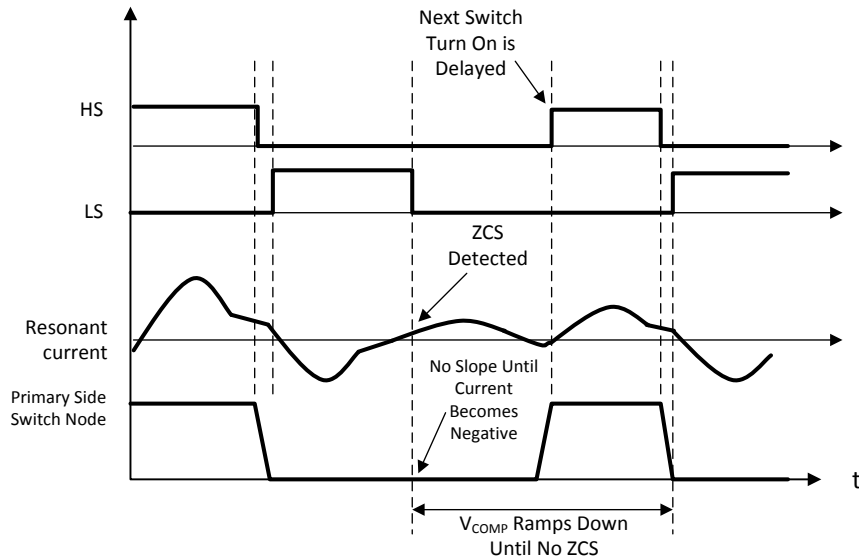 Next Switch
Turn On is
Delayed
HS
LS
ZCS
Detected
Resonant
current
No Slope Until
Current
Becomes
Negative
Primary Side
Switch Node
t
VCOMP Ramps Down
Until No ZCS